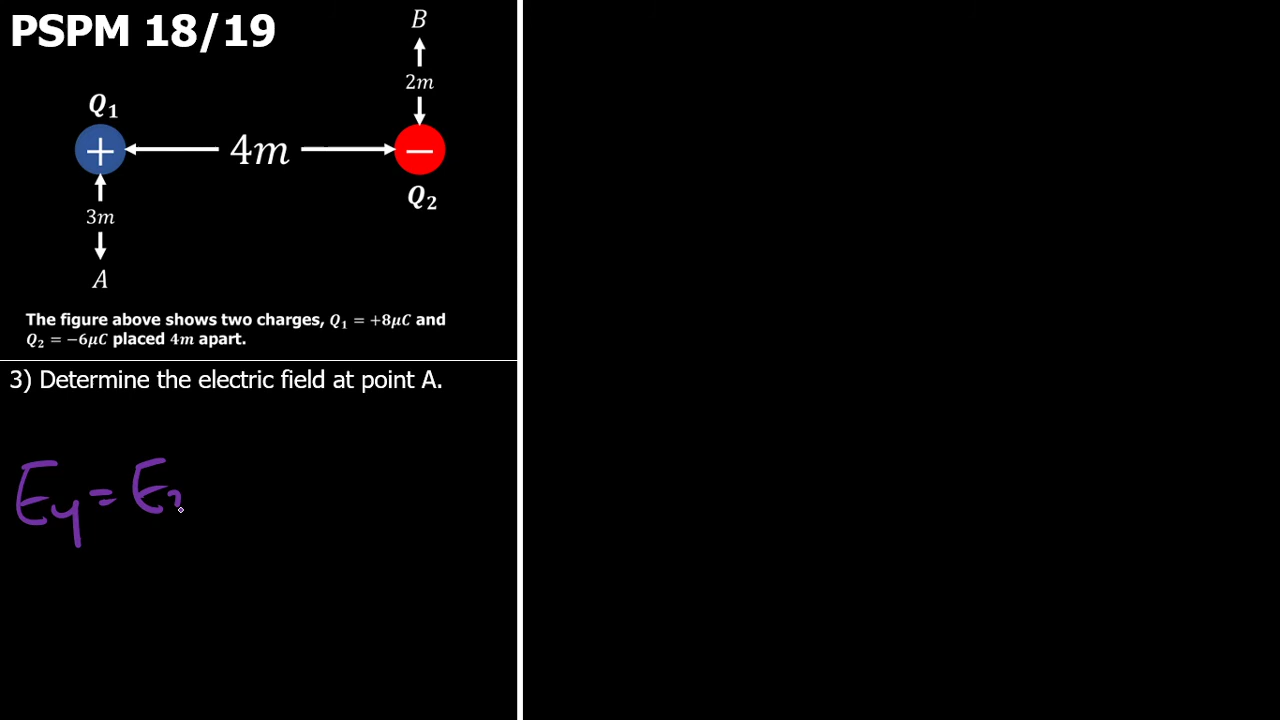 PSPM 18/19
B
2m
Q₁
+
4m
−
Q₂
3m
A
The figure above shows two charges, Q₁ = +8μC and
Q₂ = −6μC placed 4m apart.
3) Determine the electric field at point A.
Ey = E